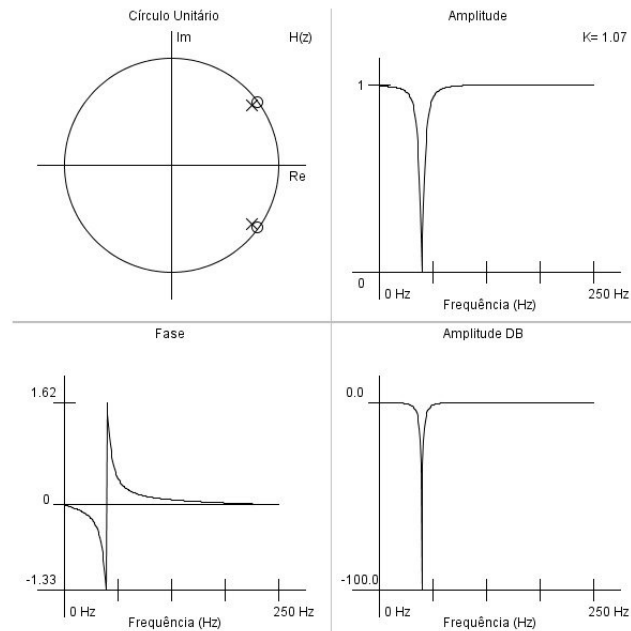 Círculo Unitário
Im
H(z)
Re
Amplitude
K= 1.07
1
0
0 Hz
250 Hz
Frequência (Hz)
Fase
1.62
0
-1.33
0 Hz
250 Hz
Frequência (Hz)
Amplitude DB
0.0
-100.0
0 Hz
250 Hz
Frequência (Hz)